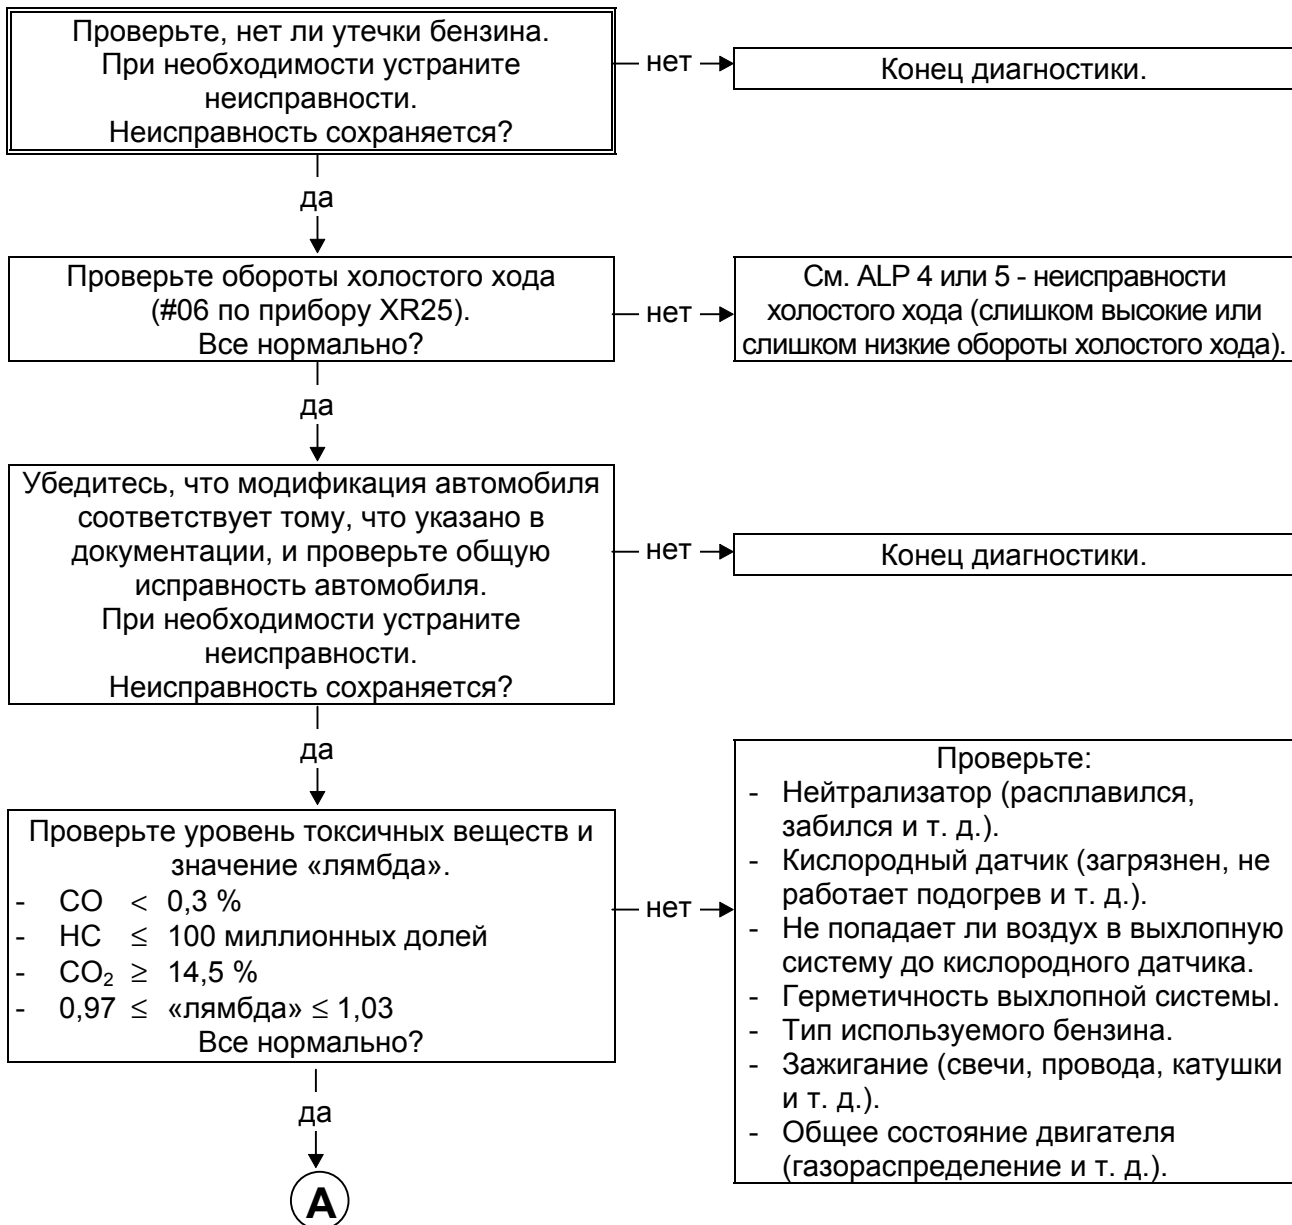 Проверьте, нет ли утечки бензина.
При необходимости устраните
неисправности.
Неисправность сохраняется?
нет
Конец диагностики.
да
Проверьте обороты холостого хода
(#06 по прибору XR25).
Все нормально?
нет
См. ALP 4 или 5 - неисправности
холостого хода (слишком высокие или
слишком низкие обороты холостого хода).
да
Убедитесь, что модификация автомобиля
соответствует тому, что указано в
документации, и проверьте общую
исправность автомобиля.
При необходимости устраните
неисправности.
Неисправность сохраняется?
нет
Конец диагностики.
да
Проверьте уровень токсичных веществ и
значение «лямбда».
- CO < 0,3 %
- HC ≤ 100 миллионных долей
- CO₂ ≥ 14,5 %
- 0,97 ≤ «лямбда» ≤ 1,03
Все нормально?
нет
Проверьте:
- Нейтрализатор (расплавился,
забился и т. д.).
- Кислородный датчик (загрязнен, не
работает подогрев и т. д.).
- Не попадает ли воздух в выхлопную
систему до кислородного датчика.
- Герметичность выхлопной системы.
- Тип используемого бензина.
- Зажигание (свечи, провода, катушки
и т. д.).
- Общее состояние двигателя
(газораспределение и т. д.).
да
A